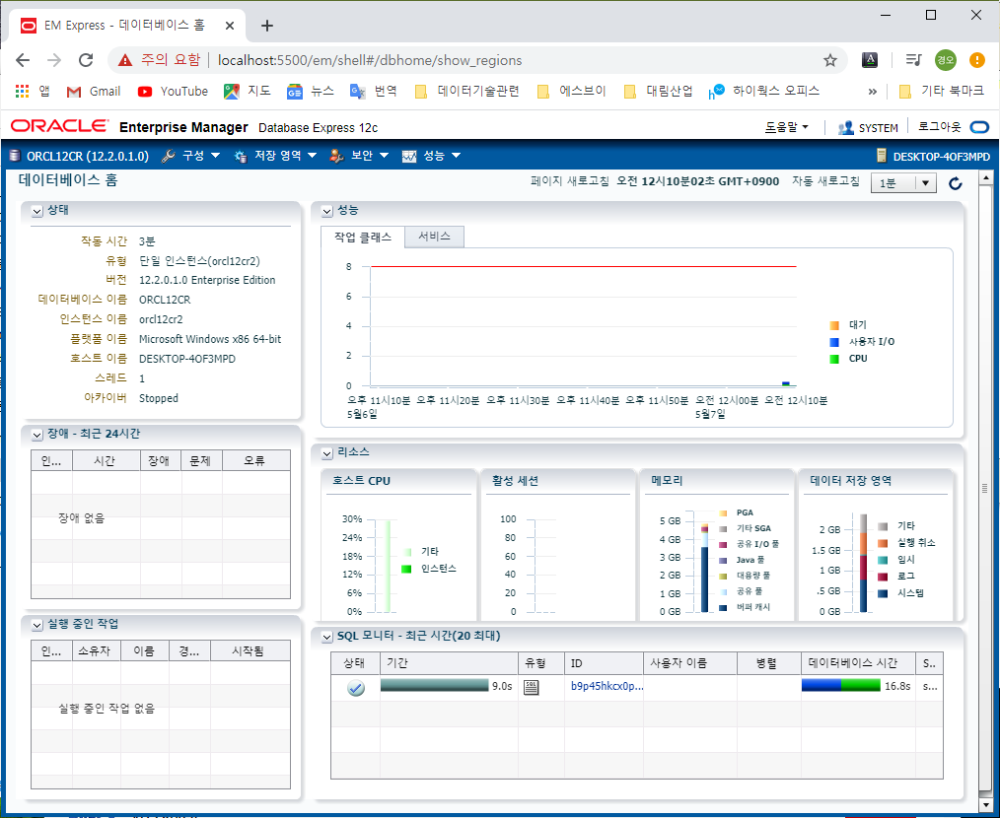 EM Express - 데이터베이스 홈
주의 요함 localhost:5500/em/shell#/dbhome/show_regions 경오
앱 Gmail YouTube 지도 뉴스 번역 데이터기술관련 에스브이 대림산업 하이웍스 오피스 » 기타 북마크
ORACLE Enterprise Manager Database Express 12c 도움말 SYSTEM 로그아웃
ORCL12CR (12.2.0.1.0) 구성 저장 영역 보안 성능 DESKTOP-4OF3MPD
데이터베이스 홈 페이지 새로고침 오전 12시10분02초 GMT+0900 자동 새로고침 1분
상태
작동 시간 3분
유형 단일 인스턴스(orcl12cr2)
버전 12.2.0.1.0 Enterprise Edition
데이터베이스 이름 ORCL12CR
인스턴스 이름 orcl12cr2
플랫폼 이름 Microsoft Windows x86 64-bit
호스트 이름 DESKTOP-4OF3MPD
스레드 1
아카이버 Stopped
성능
작업 클래스 서비스
8
6
4
2
0
오후 11시10분 오후 11시20분 오후 11시30분 오후 11시40분 오후 11시50분 오전 12시00분 오전 12시10분
5월6일 5월7일
대기
사용자 I/O
CPU
장애 - 최근 24시간
인... 시간 장애 문제 오류
장애 없음
리소스
호스트 CPU
30%
24%
18%
12%
6%
0%
기타
인스턴스
활성 세션
100
80
60
40
20
0
메모리
5 GB
4 GB
3 GB
2 GB
1 GB
0 GB
PGA
기타 SGA
공유 I/O 풀
Java 풀
대용량 풀
공유 풀
버퍼 캐시
데이터 저장 영역
2 GB
1.5 GB
1 GB
.5 GB
0 GB
기타
실행 취소
임시
로그
시스템
실행 중인 작업
인... 소유자 이름 경... 시작됨
실행 중인 작업 없음
SQL 모니터 - 최근 시간(20 최대)
상태 기간 유형 ID 사용자 이름 병렬 데이터베이스 시간 S..
9.0s SQL b9p45hkcx0p... 16.8s s...